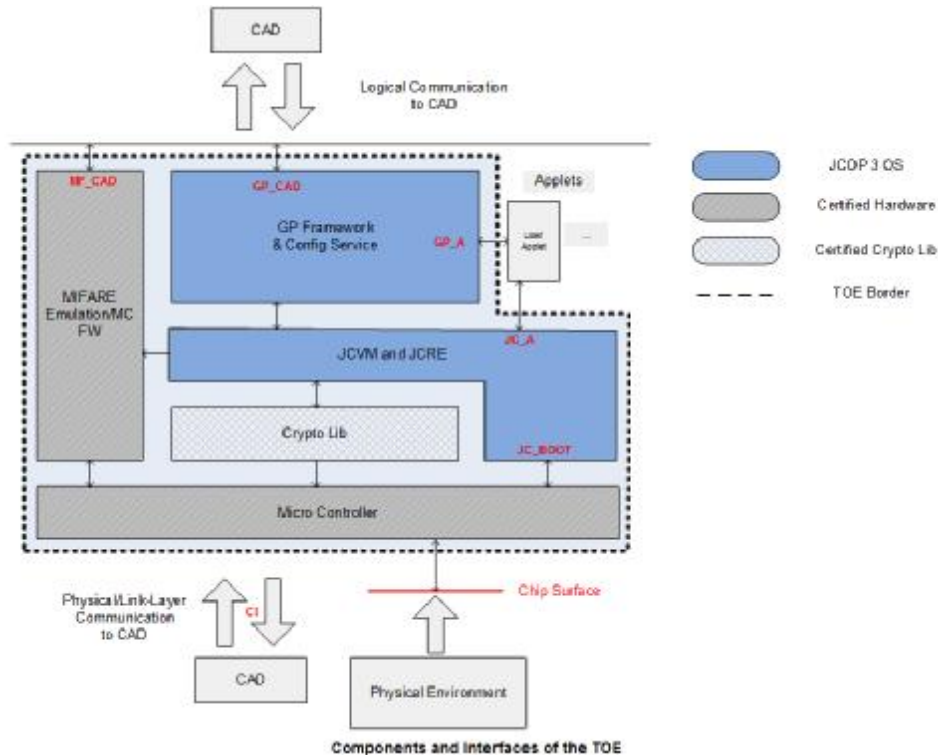 CAD
Logical Communication
to CAD
MF_CAD
GP_CAD
GP Framework
& Config Service
GP_A
Applets
User
Applet
...
JCOP 3 OS
Certified Hardware
Certified Crypto Lib
TOE Border
MIFARE
Emulation/MC
FW
JC_A
JCVM and JCRE
Crypto Lib
JC_BOOT
Micro Controller
Physical/Link-Layer
Communication
to CAD
CI
Chip Surface
CAD
Physical Environment
Components and Interfaces of the TOE